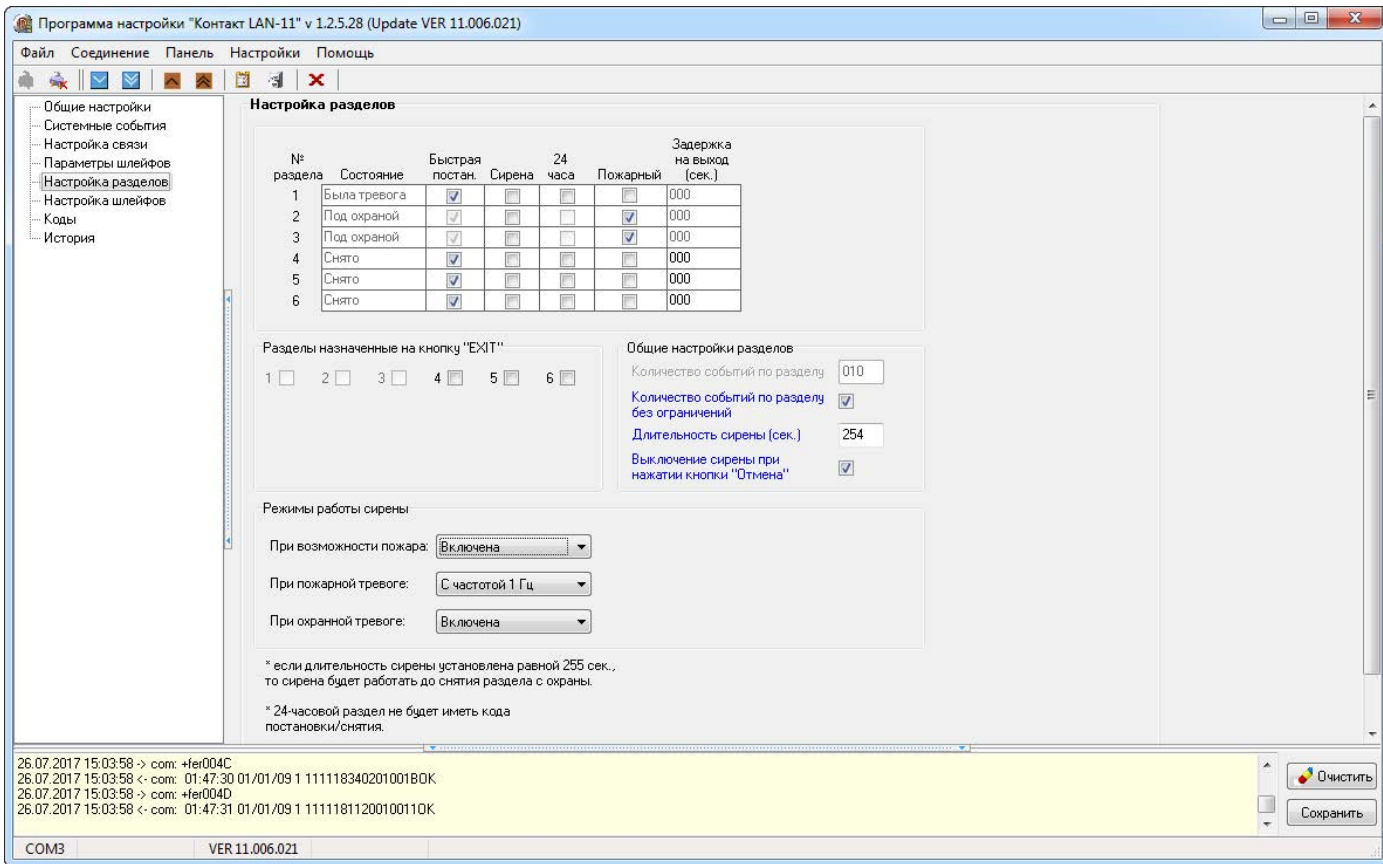 Программа настройки "Контакт LAN-11" v 1.2.5.28 (Update VER 11.006.021)
Файл Соединение Панель Настройки Помощь
Общие настройки
Системные события
Настройка связи
Параметры шлейфов
Настройка разделов
Настройка шлейфов
Коды
История
Настройка разделов
№ раздела Состояние Быстрая постан. Сирена 24 часа Пожарный Задержка на выход (сек.)
1 Была тревога 000
2 Под охраной 000
3 Под охраной 000
4 Снято 000
5 Снято 000
6 Снято 000
Разделы назначенные на кнопку "EXIT"
1 2 3 4 5 6
Общие настройки разделов
Количество событий по разделу 010
Количество событий по разделу
без ограничений
Длительность сирены (сек.) 254
Выключение сирены при
нажатии кнопки "Отмена"
Режимы работы сирены
При возможности пожара: Включена
При пожарной тревоге: С частотой 1 Гц
При охранной тревоге: Включена
* если длительность сирены установлена равной 255 сек.,
то сирена будет работать до снятия раздела с охраны.
* 24-часовой раздел не будет иметь кода
постановки/снятия.
26.07.2017 15:03:58 -> com: +fer004C
26.07.2017 15:03:58 <- com: 01:47:30 01/01/09 1 111118340201001BOK
26.07.2017 15:03:58 -> com: +fer004D
26.07.2017 15:03:58 <- com: 01:47:31 01/01/09 1 1111181120010011OK
Очистить
Сохранить
COM3 VER 11.006.021